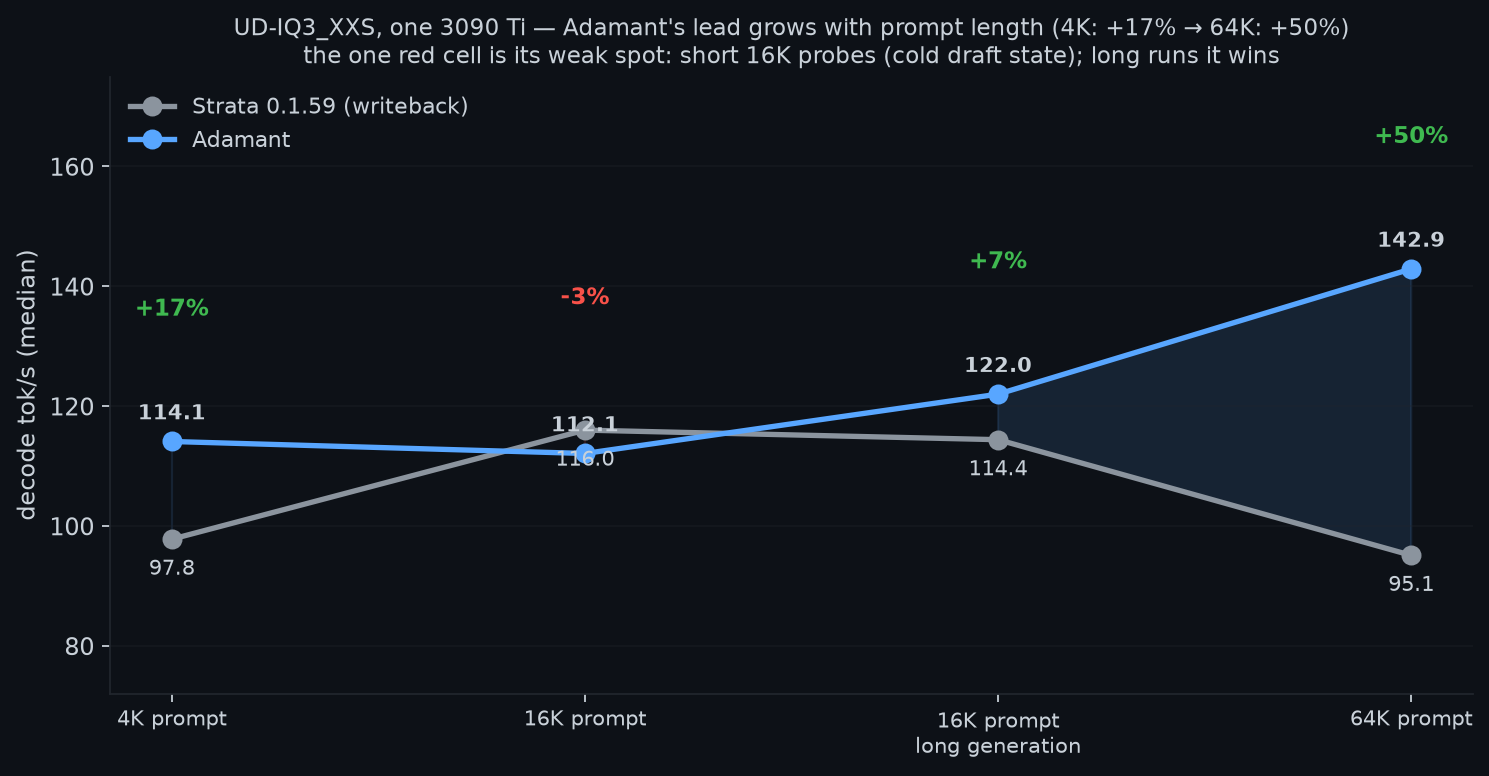 UD-IQ3_XXS, one 3090 Ti — Adamant's lead grows with prompt length (4K: +17% → 64K: +50%)
the one red cell is its weak spot: short 16K probes (cold draft state); long runs it wins
Strata 0.1.59 (writeback)
Adamant
decode tok/s (median)
160
140
120
100
80
+17%
-3%
+7%
+50%
114.1
112.1
122.0
142.9
97.8
116.0
114.4
95.1
4K prompt
16K prompt
16K prompt
long generation
64K prompt